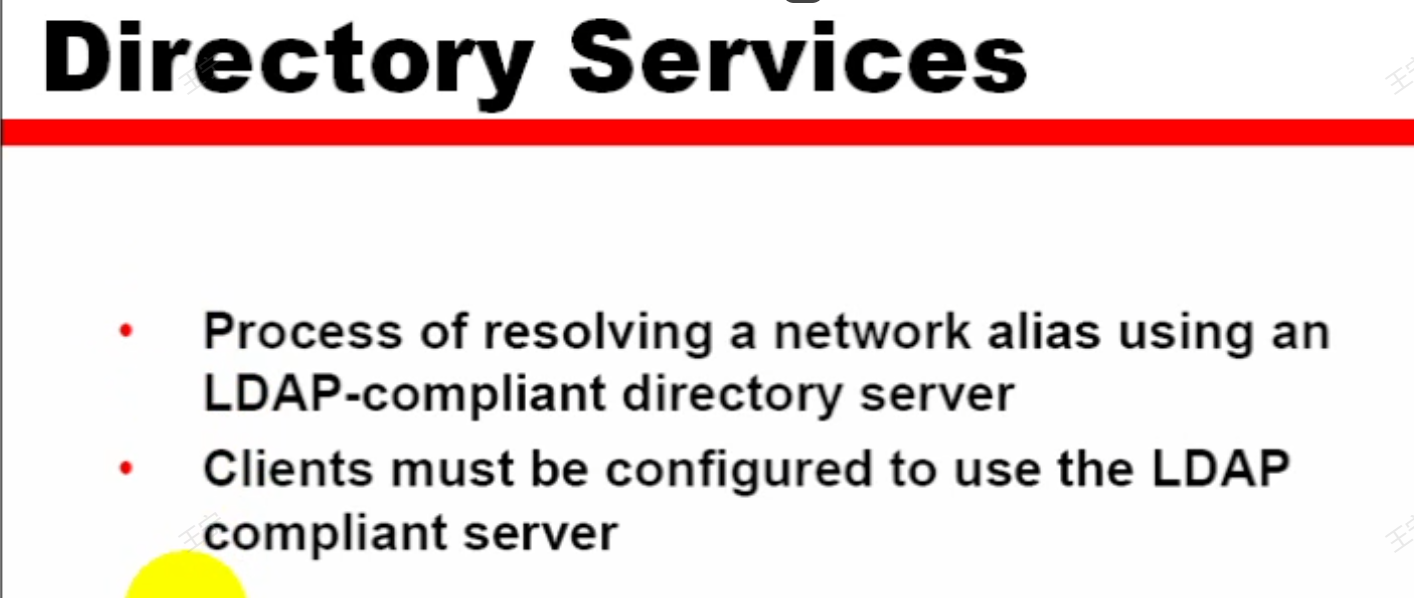 Directory Services
• Process of resolving a network alias using an
LDAP-compliant directory server
• Clients must be configured to use the LDAP
compliant server